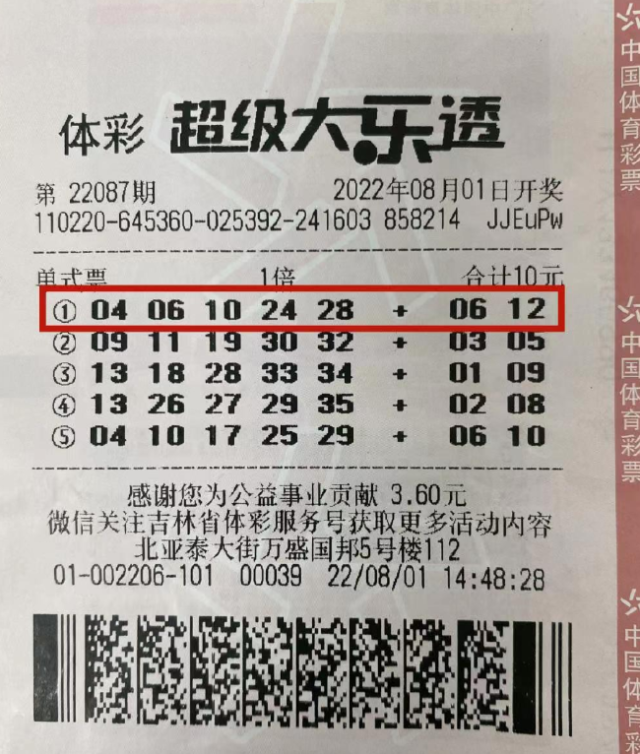 体彩 超级大乐透
第 22087期 2022年08月01日开奖
110220-645360-025392-241603 858214 JJEuPw
单式票 1倍 合计10元
① 04 06 10 24 28 + 06 12
② 09 11 19 30 32 + 03 05
③ 13 18 28 33 34 + 01 09
④ 13 26 27 29 35 + 02 08
⑤ 04 10 17 25 29 + 06 10
感谢您为公益事业贡献 3.60元
微信关注吉林省体彩服务号获取更多活动内容
北亚泰大街万盛国邦5号楼112
01-002206-101 00039 22/08/01 14:48:28
中国体育彩票
中国体育彩票
中国体育彩